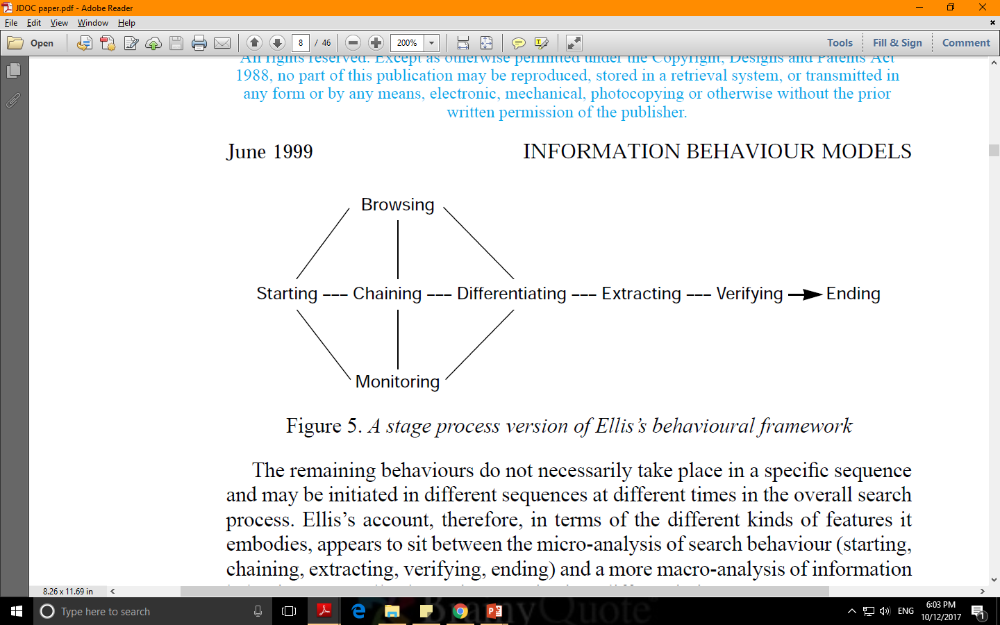 JDOC paper.pdf - Adobe Reader
File Edit View Window Help
Open 8 / 46 200% Tools Fill & Sign Comment
All rights reserved. Except as otherwise permitted under the Copyright, Designs and Patents Act
1988, no part of this publication may be reproduced, stored in a retrieval system, or transmitted in
any form or by any means, electronic, mechanical, photocopying or otherwise without the prior
written permission of the publisher.
June 1999 INFORMATION BEHAVIOUR MODELS
Browsing
Starting --- Chaining --- Differentiating --- Extracting --- Verifying Ending
Monitoring
Figure 5. A stage process version of Ellis’s behavioural framework
The remaining behaviours do not necessarily take place in a specific sequence
and may be initiated in different sequences at different times in the overall search
process. Ellis’s account, therefore, in terms of the different kinds of features it
embodies, appears to sit between the micro-analysis of search behaviour (starting,
chaining, extracting, verifying, ending) and a more macro-analysis of information
8.26 x 11.69 in
Type here to search
BrainyQuote
ENG
6:03 PM
10/12/2017
1